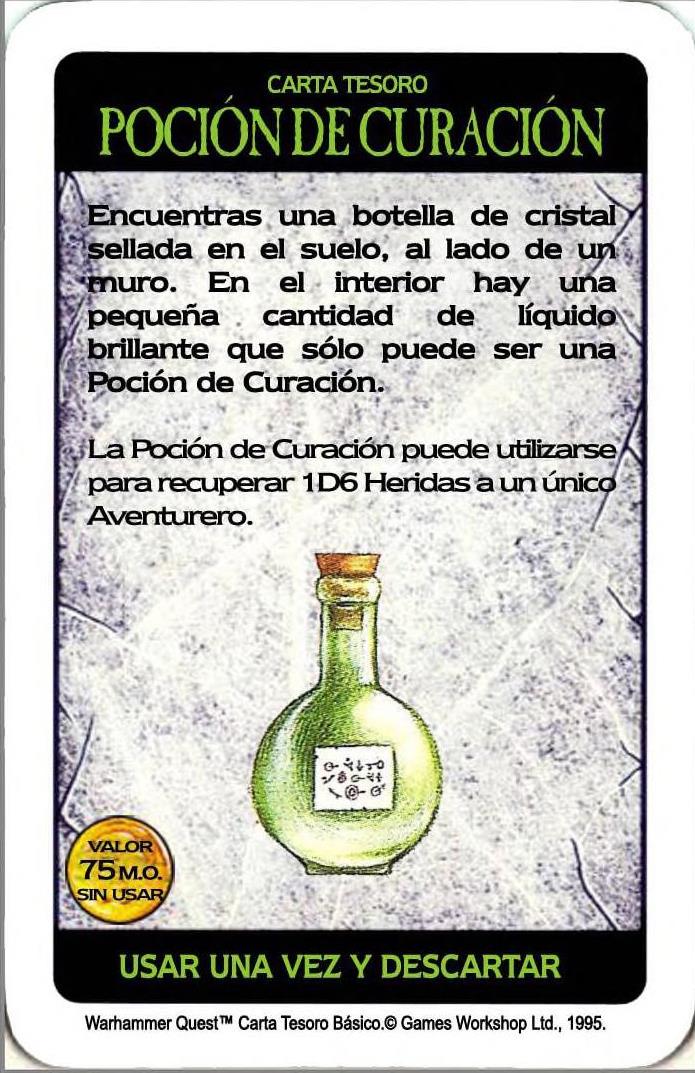 CARTA TESORO
POCIÓN DE CURACIÓN
Encuentras una botella de cristal
sellada en el suelo, al lado de un
muro. En el interior hay una
pequeña cantidad de líquido
brillante que sólo puede ser una
Poción de Curación.
La Poción de Curación puede utilizarse
para recuperar 1D6 Heridas a un único
Aventurero.
VALOR
75 M.O.
SIN USAR
USAR UNA VEZ Y DESCARTAR
Warhammer Quest™ Carta Tesoro Básico.© Games Workshop Ltd., 1995.